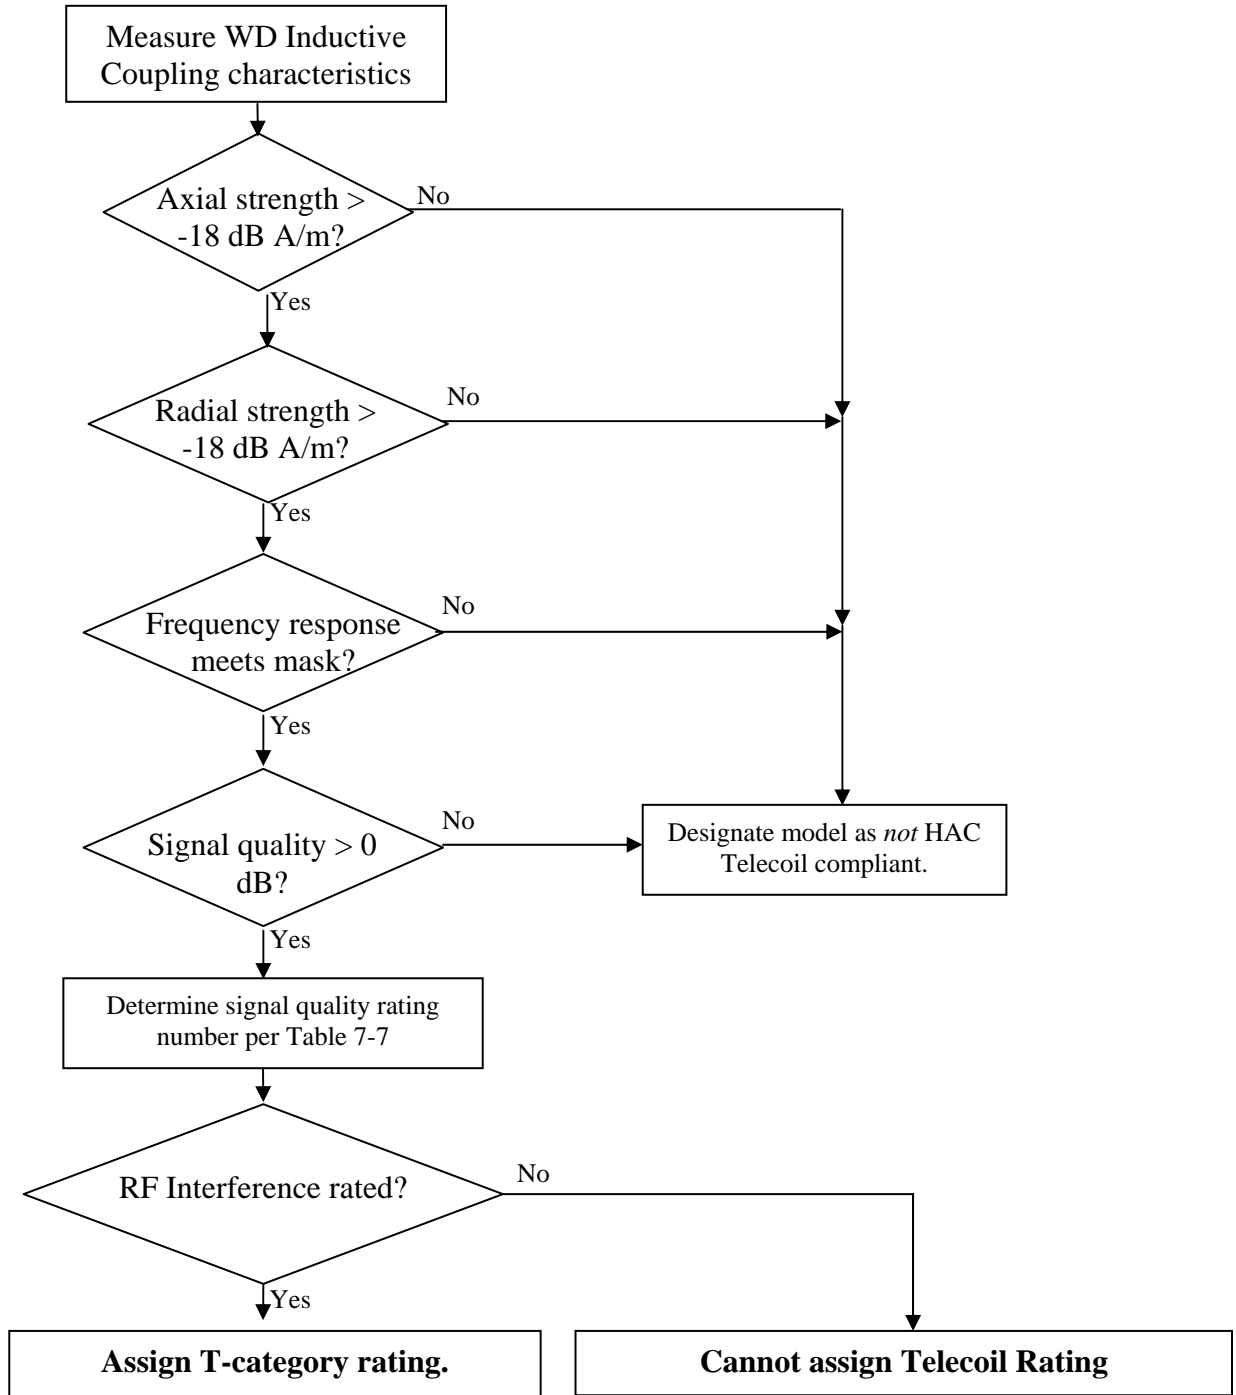 Measure WD Inductive
Coupling characteristics
Axial strength >
-18 dB A/m?
No
Yes
Radial strength >
-18 dB A/m?
No
Yes
Frequency response
meets mask?
No
Yes
Signal quality > 0
dB?
No
Designate model as not HAC
Telecoil compliant.
Yes
Determine signal quality rating
number per Table 7-7
RF Interference rated?
No
Yes
Assign T-category rating.
Cannot assign Telecoil Rating